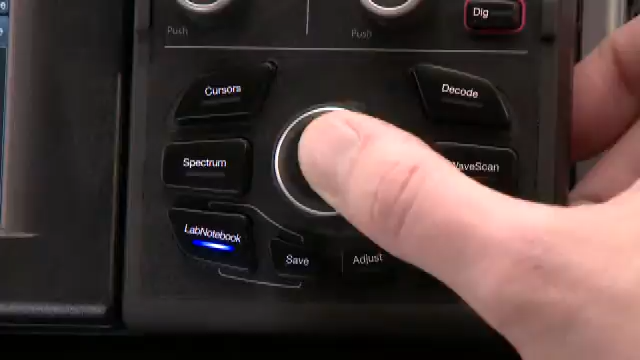 Push
Push
Dig
Cursors
Decode
Spectrum
WaveScan
LabNotebook
Save
Adjust